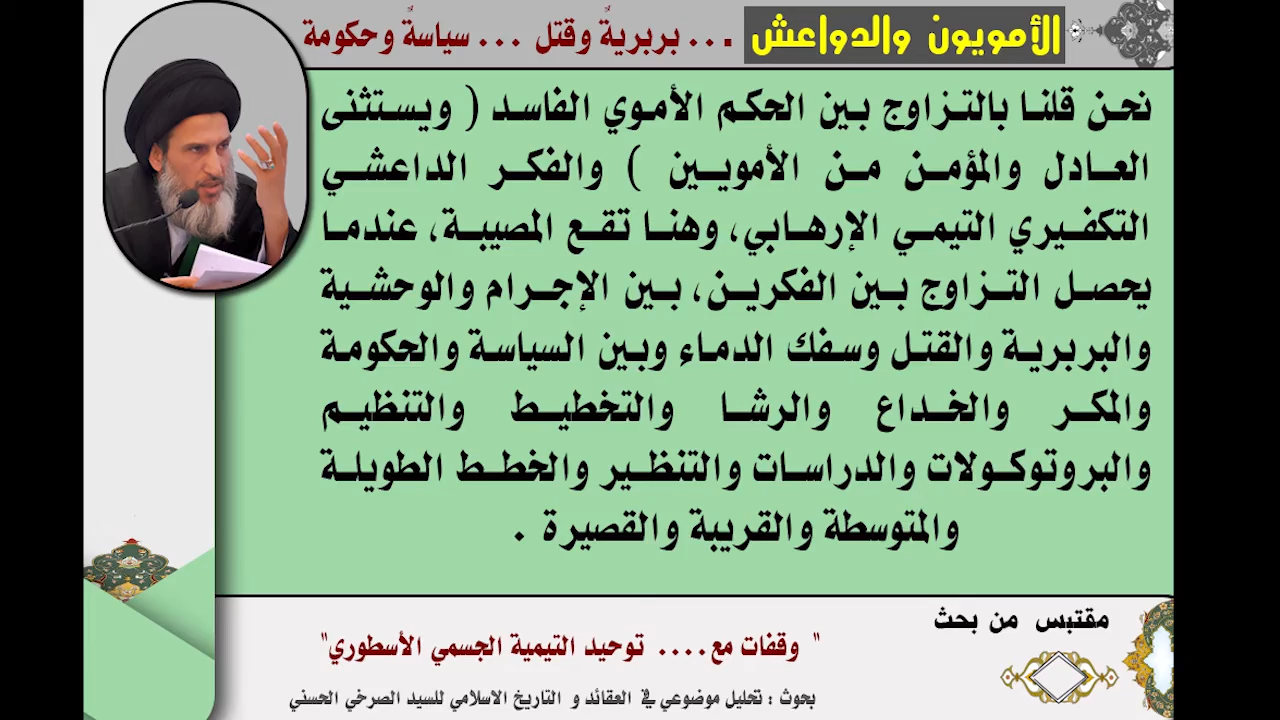 الأمويون والدواعش ... بربريةٌ وقتل ... سياسةٌ وحكومة
نحن قلنا بالتزاوج بين الحكم الأموي الفاسد ( ويستثنى
العادل والمؤمن من الأمويين ) والفكر الداعشي
التكفيري التيمي الإرهابي، وهنا تقع المصيبة، عندما
يحصل التزاوج بين الفكرين، بين الإجرام والوحشية
والبربرية والقتل وسفك الدماء وبين السياسة والحكومة
والمكر والخداع والرشا والتخطيط والتنظيم
والبروتوكولات والدراسات والتنظير والخطط الطويلة
والمتوسطة والقريبة والقصيرة .
مقتبس من بحث
" وقفات مع.... توحيد التيمية الجسمي الأسطوري"
بحوث : تحليل موضوعي في العقائد و التاريخ الاسلامي للسيد الصرخي الحسني